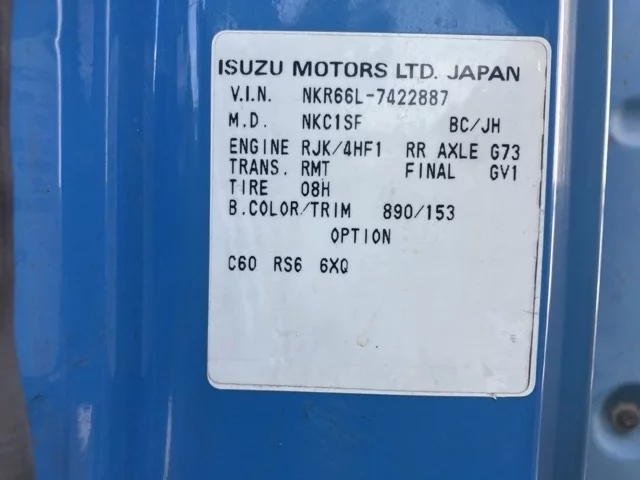 ISUZU MOTORS LTD. JAPAN
V.I.N. NKR66L-7422887
M.D. NKC1SF BC/JH
ENGINE RJK/4HF1 RR AXLE G73
TRANS. RMT FINAL GV1
TIRE 08H
B.COLOR/TRIM 890/153
OPTION
C60 RS6 6XQ